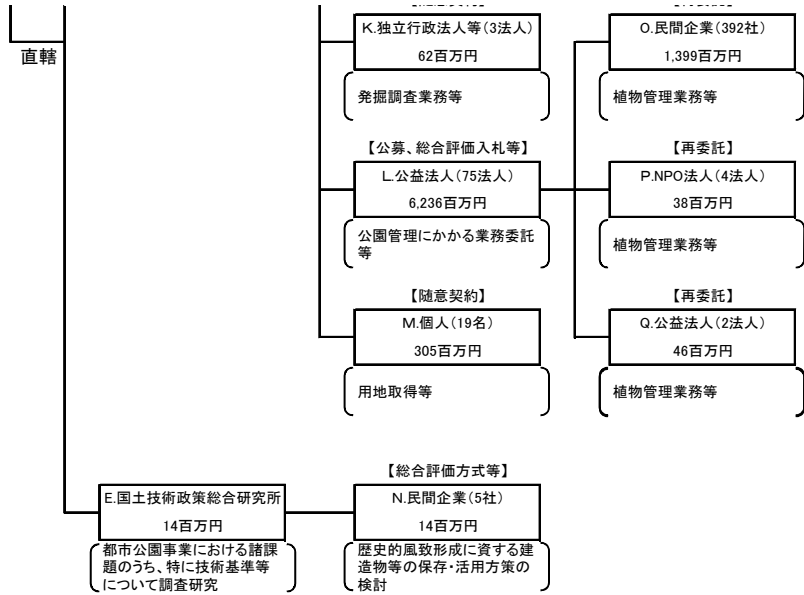 K.独立行政法人等(3法人)
62百万円
発掘調査業務等
O.民間企業(392社)
1,399百万円
植物管理業務等
直轄
【公募、総合評価入札等】
L.公益法人(75法人)
6,236百万円
公園管理にかかる業務委託
等
【再委託】
P.NPO法人(4法人)
38百万円
植物管理業務等
【随意契約】
M.個人(19名)
305百万円
用地取得等
【再委託】
Q.公益法人(2法人)
46百万円
植物管理業務等
E.国土技術政策総合研究所
14百万円
都市公園事業における諸課
題のうち、特に技術基準等
について調査研究
【総合評価方式等】
N.民間企業(5社)
14百万円
歴史的風致形成に資する建
造物等の保存・活用方策の
検討